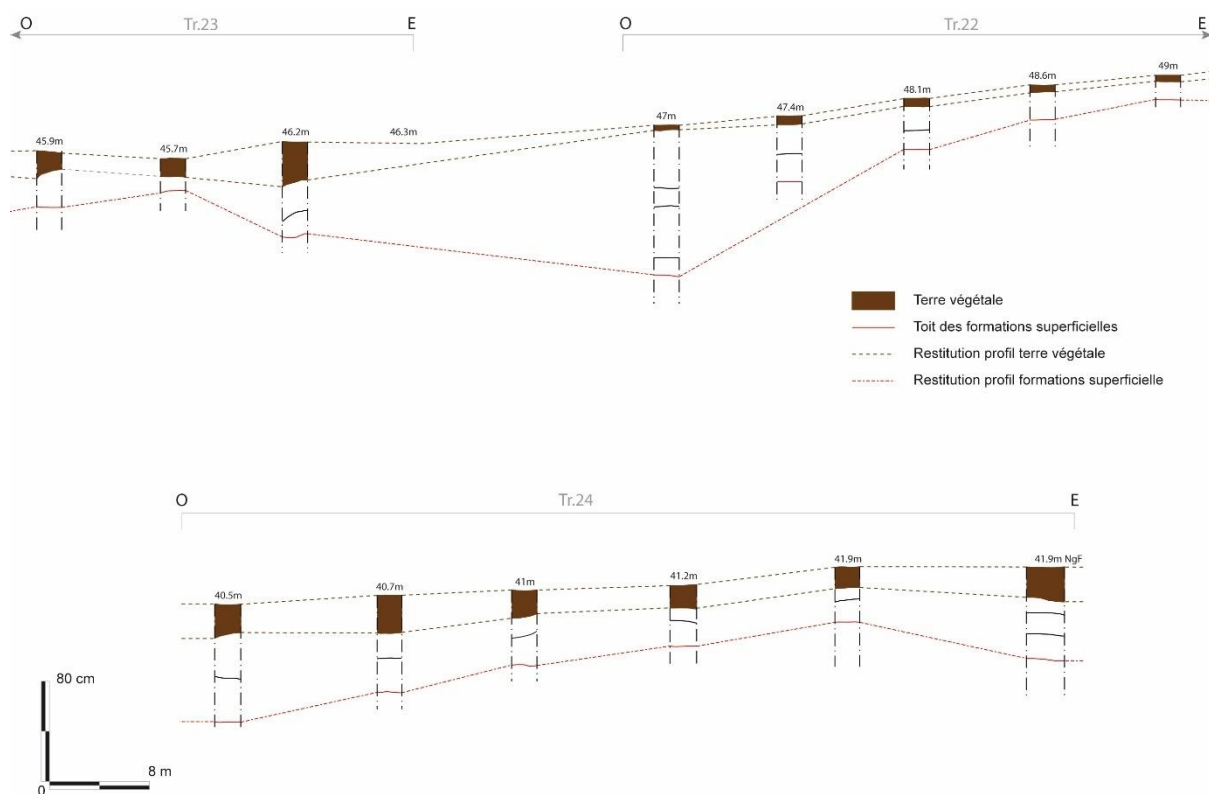 O Tr.23 E O Tr.22 E
45.9m 45.7m 46.2m 46.3m 47m 47.4m 48.1m 48.6m 49m
Terre végétale
Toit des formations superficielles
Restitution profil terre végétale
Restitution profil formations superficielle
O Tr.24 E
40.5m 40.7m 41m 41.2m 41.9m 41.9m NgF
80 cm
8 m
0